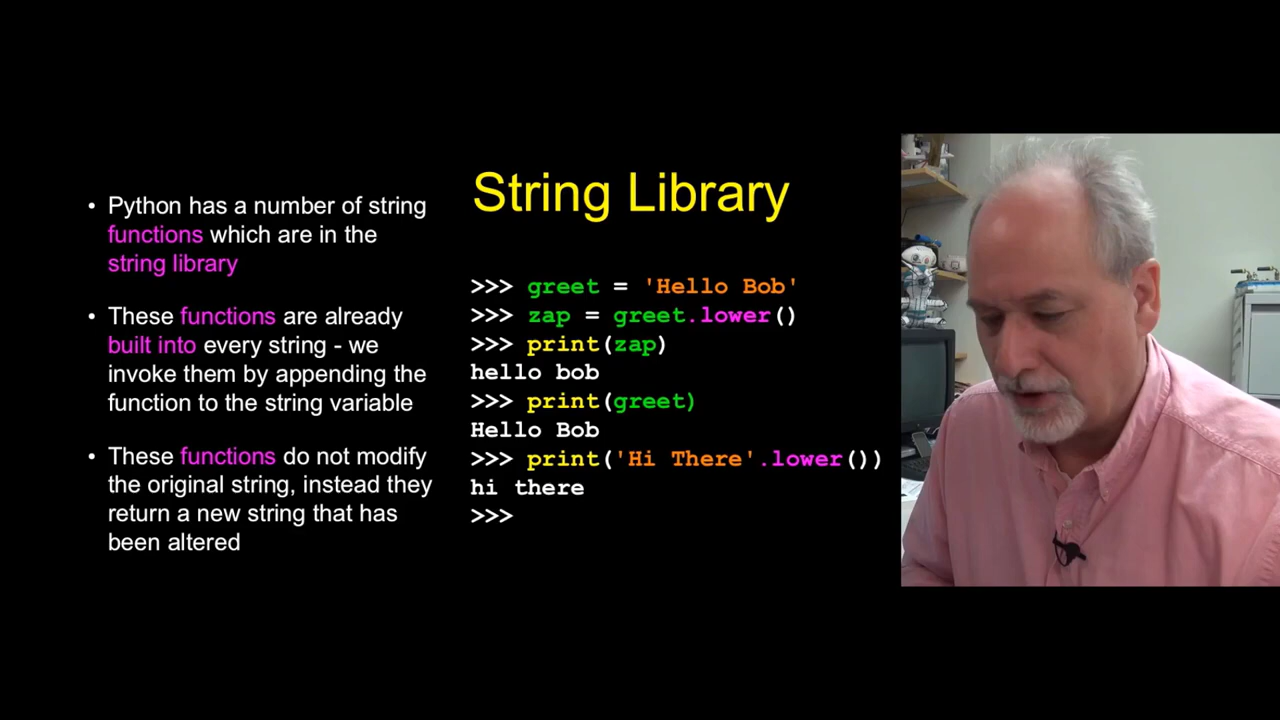 String Library
• Python has a number of string
functions which are in the
string library
• These functions are already
built into every string - we
invoke them by appending the
function to the string variable
• These functions do not modify
the original string, instead they
return a new string that has
been altered
>>> greet = 'Hello Bob'
>>> zap = greet.lower()
>>> print(zap)
hello bob
>>> print(greet)
Hello Bob
>>> print('Hi There'.lower())
hi there
>>>